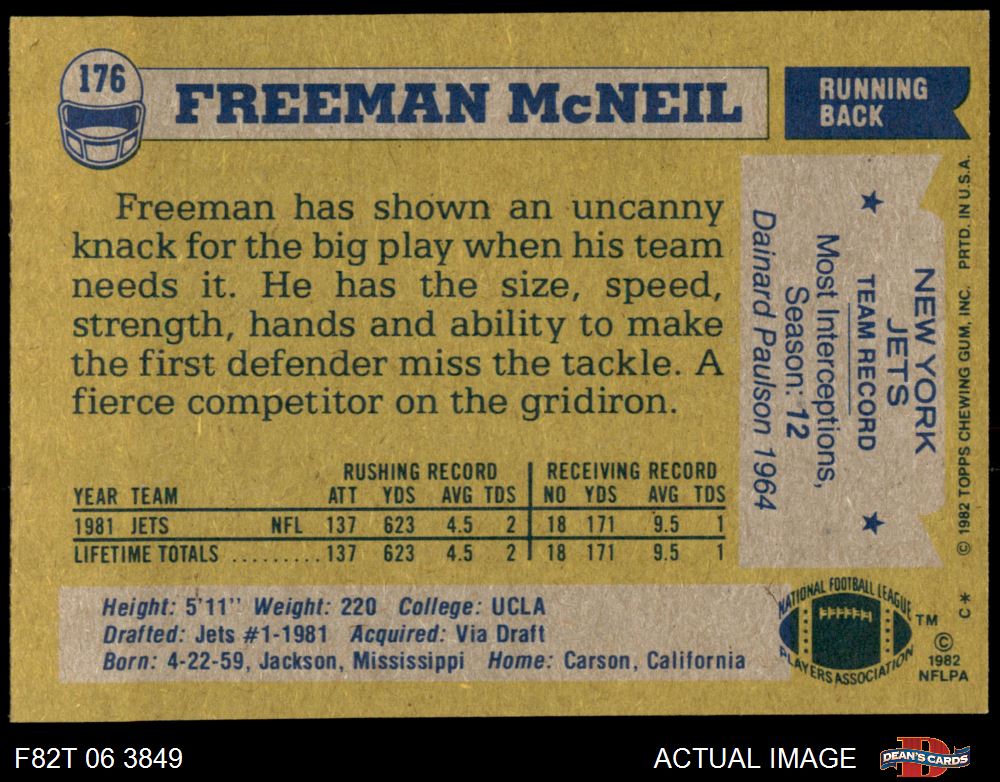 176
FREEMAN McNEIL
RUNNING
BACK
Freeman has shown an uncanny
knack for the big play when his team
needs it. He has the size, speed,
strength, hands and ability to make
the first defender miss the tackle. A
fierce competitor on the gridiron.
NEW YORK
JETS
★ TEAM RECORD ★
Most Interceptions,
Season: 12
Dainard Paulson 1964
RUSHING RECORD RECEIVING RECORD
YEAR TEAM ATT YDS AVG TDS NO YDS AVG TDS
1981 JETS NFL 137 623 4.5 2 18 171 9.5 1
LIFETIME TOTALS ......... 137 623 4.5 2 18 171 9.5 1
Height: 5'11'' Weight: 220 College: UCLA
Drafted: Jets #1-1981 Acquired: Via Draft
Born: 4-22-59, Jackson, Mississippi Home: Carson, California
NATIONAL FOOTBALL LEAGUE
PLAYERS ASSOCIATION
TM
©
1982
NFLPA
© 1982 TOPPS CHEWING GUM, INC. PRTD. IN U.S.A.
C*
F82T 06 3849
ACTUAL IMAGE
D
DEAN'S CARDS